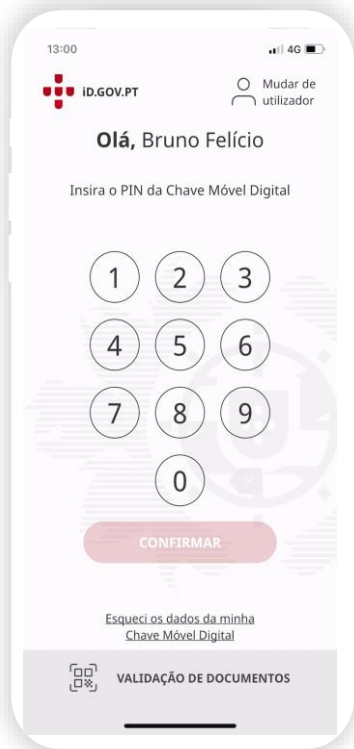 13:00
4G
iD.GOV.PT
Mudar de
utilizador
Olá, Bruno Felício
Insira o PIN da Chave Móvel Digital
1 2 3
4 5 6
7 8 9
0
CONFIRMAR
Esqueci os dados da minha
Chave Móvel Digital
VALIDAÇÃO DE DOCUMENTOS